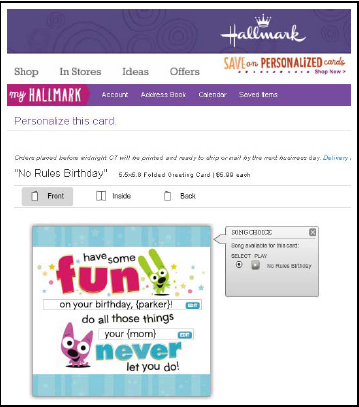 Hallmark
Shop In Stores Ideas Offers
SAVE on PERSONALIZED cards
Shop Now >
my HALLMARK Account Address Book Calendar Saved Items
Personalize this card.
Orders placed before midnight CT will be printed and ready to ship or mail by the next business day. Delivery
"No Rules Birthday" 5.5x5.8 Folded Greeting Card | $5.99 each
Front Inside Back
SONG CHOICE
Song available for this card:
SELECT PLAY
No Rules Birthday
have some
fun
on your birthday, {parker}!
do all those things
your {mom}
never
let you do!